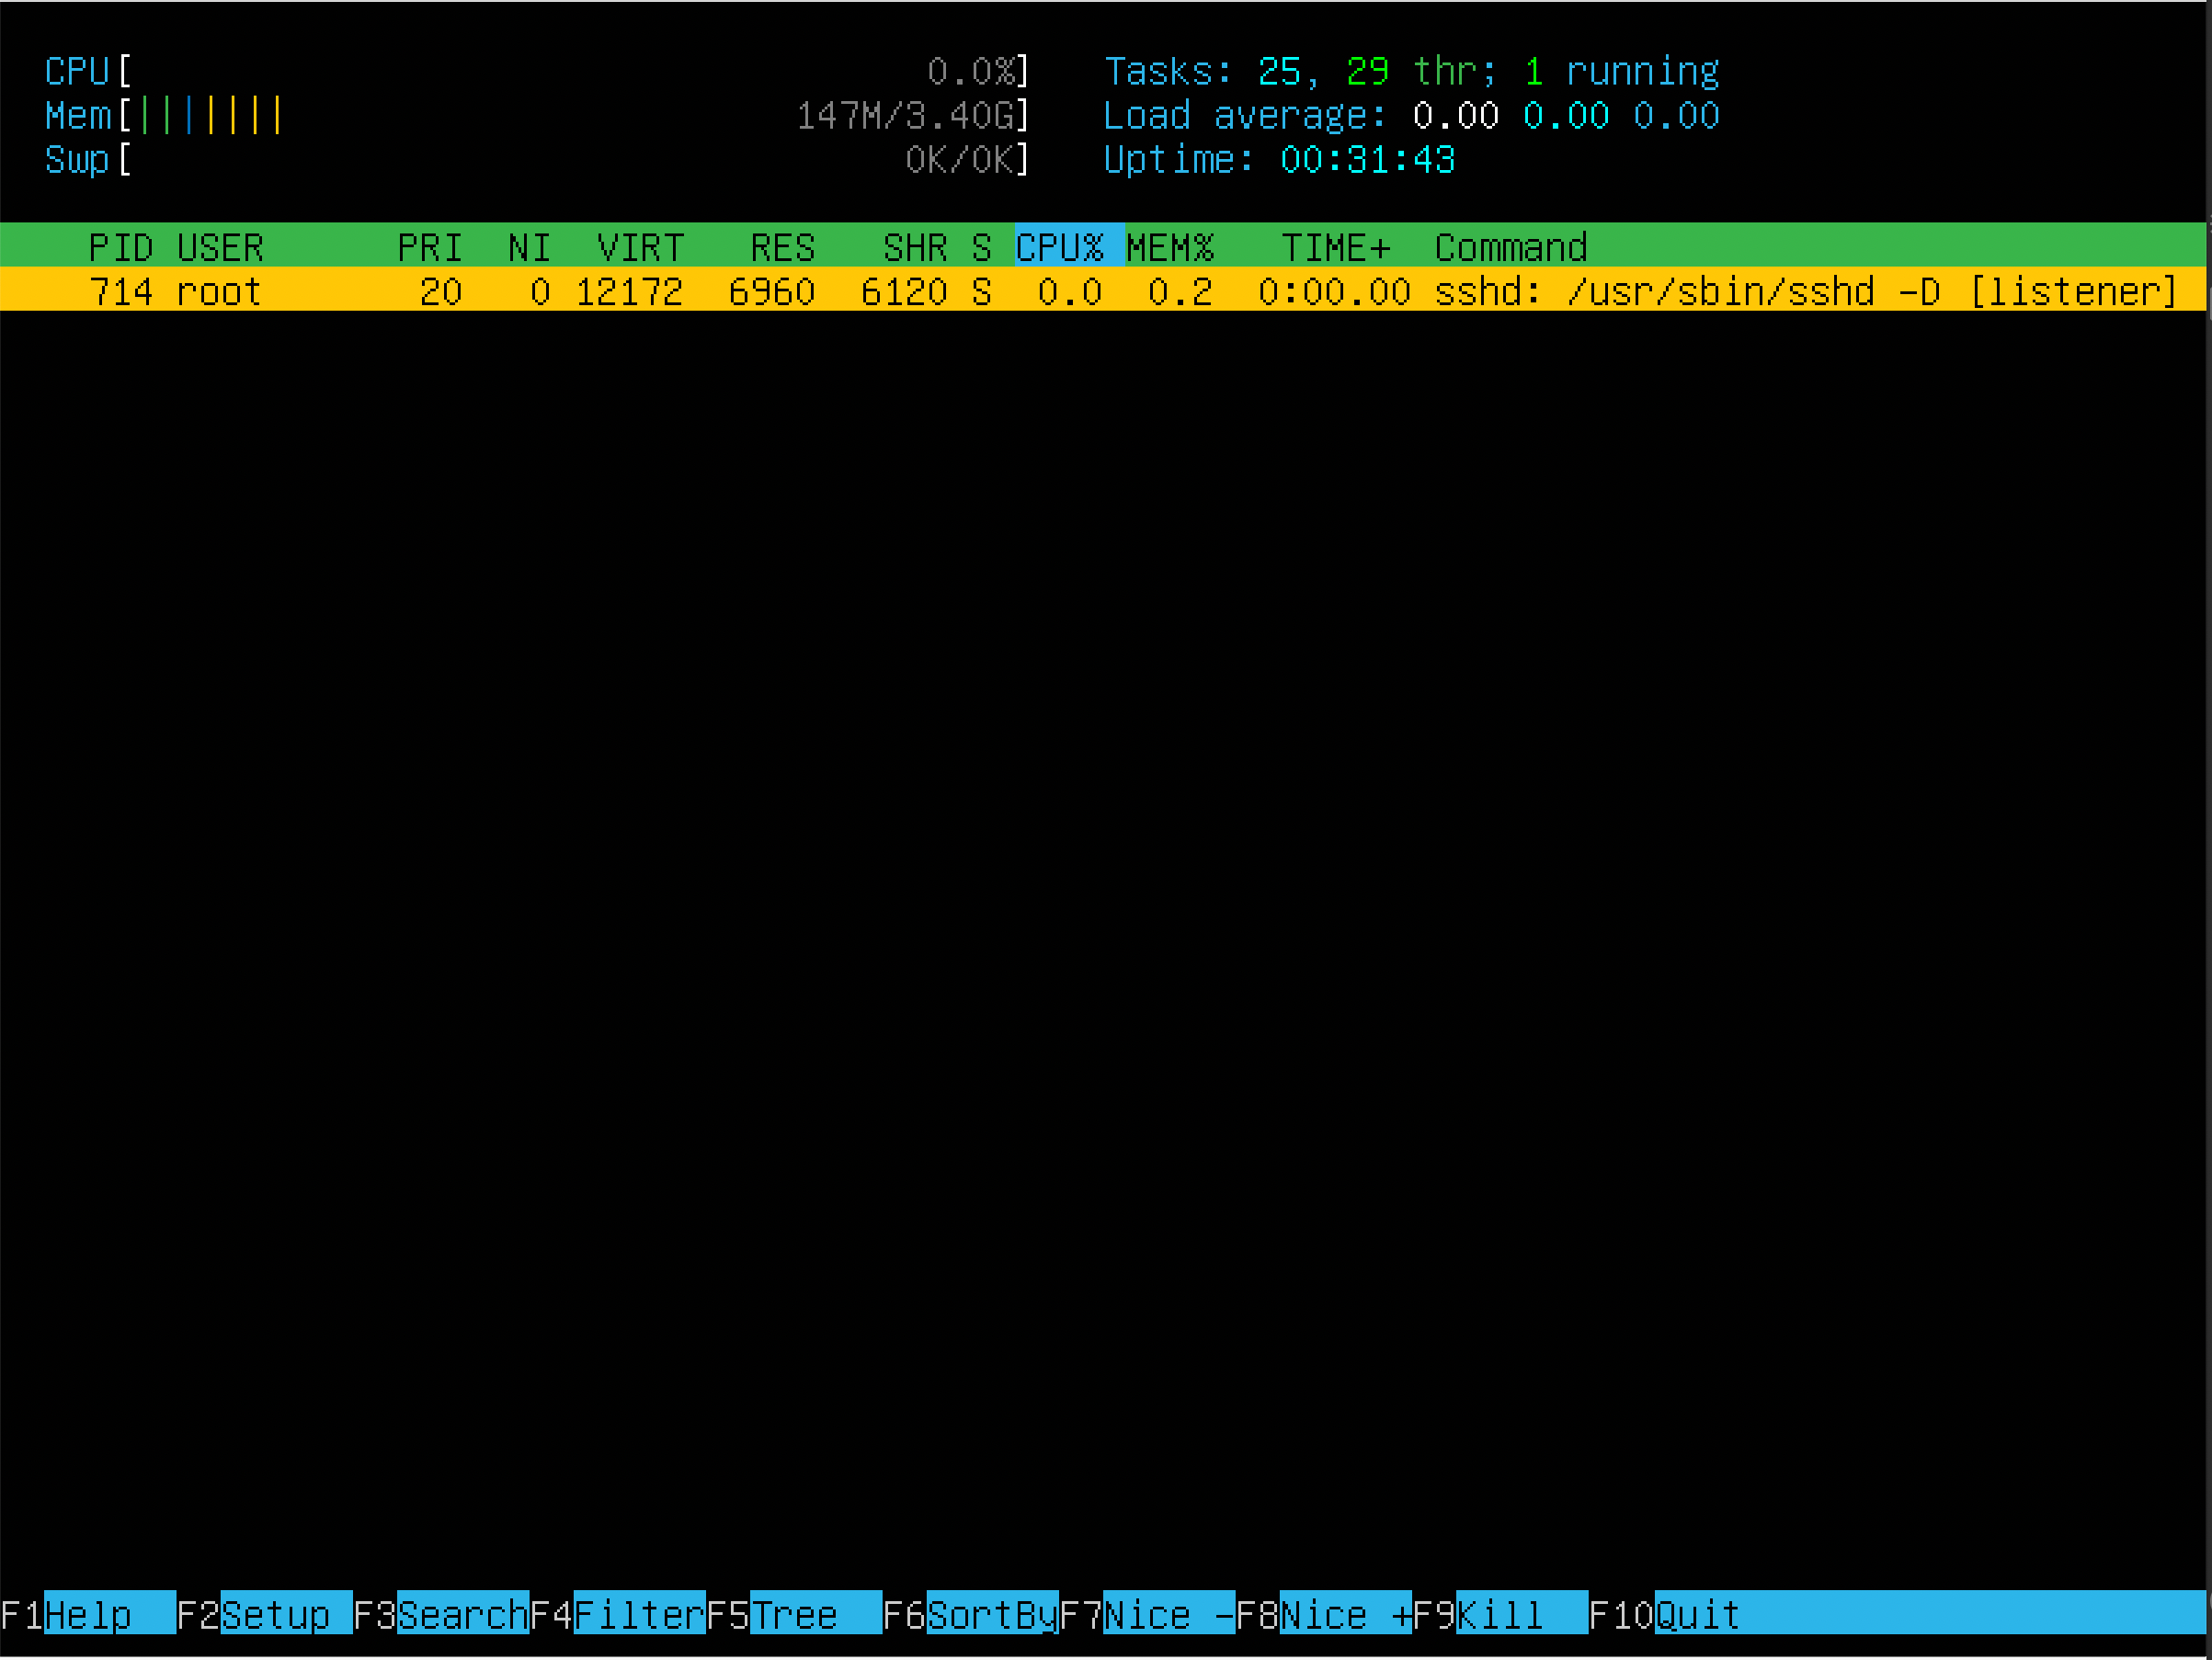 CPU[ 0.0%] Tasks: 25, 29 thr; 1 running
Mem[||||||| 147M/3.40G] Load average: 0.00 0.00 0.00
Swp[ 0K/0K] Uptime: 00:31:43
PID USER PRI NI VIRT RES SHR S CPU% MEM% TIME+ Command
714 root 20 0 12172 6960 6120 S 0.0 0.2 0:00.00 sshd: /usr/sbin/sshd -D [listener]
F1Help F2Setup F3SearchF4FilterF5Tree F6SortByF7Nice -F8Nice +F9Kill F10Quit